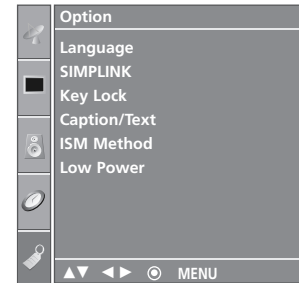 Option
Language
SIMPLINK
Key Lock
Caption/Text
ISM Method
Low Power
▲▼ ◄► ⦿ MENU